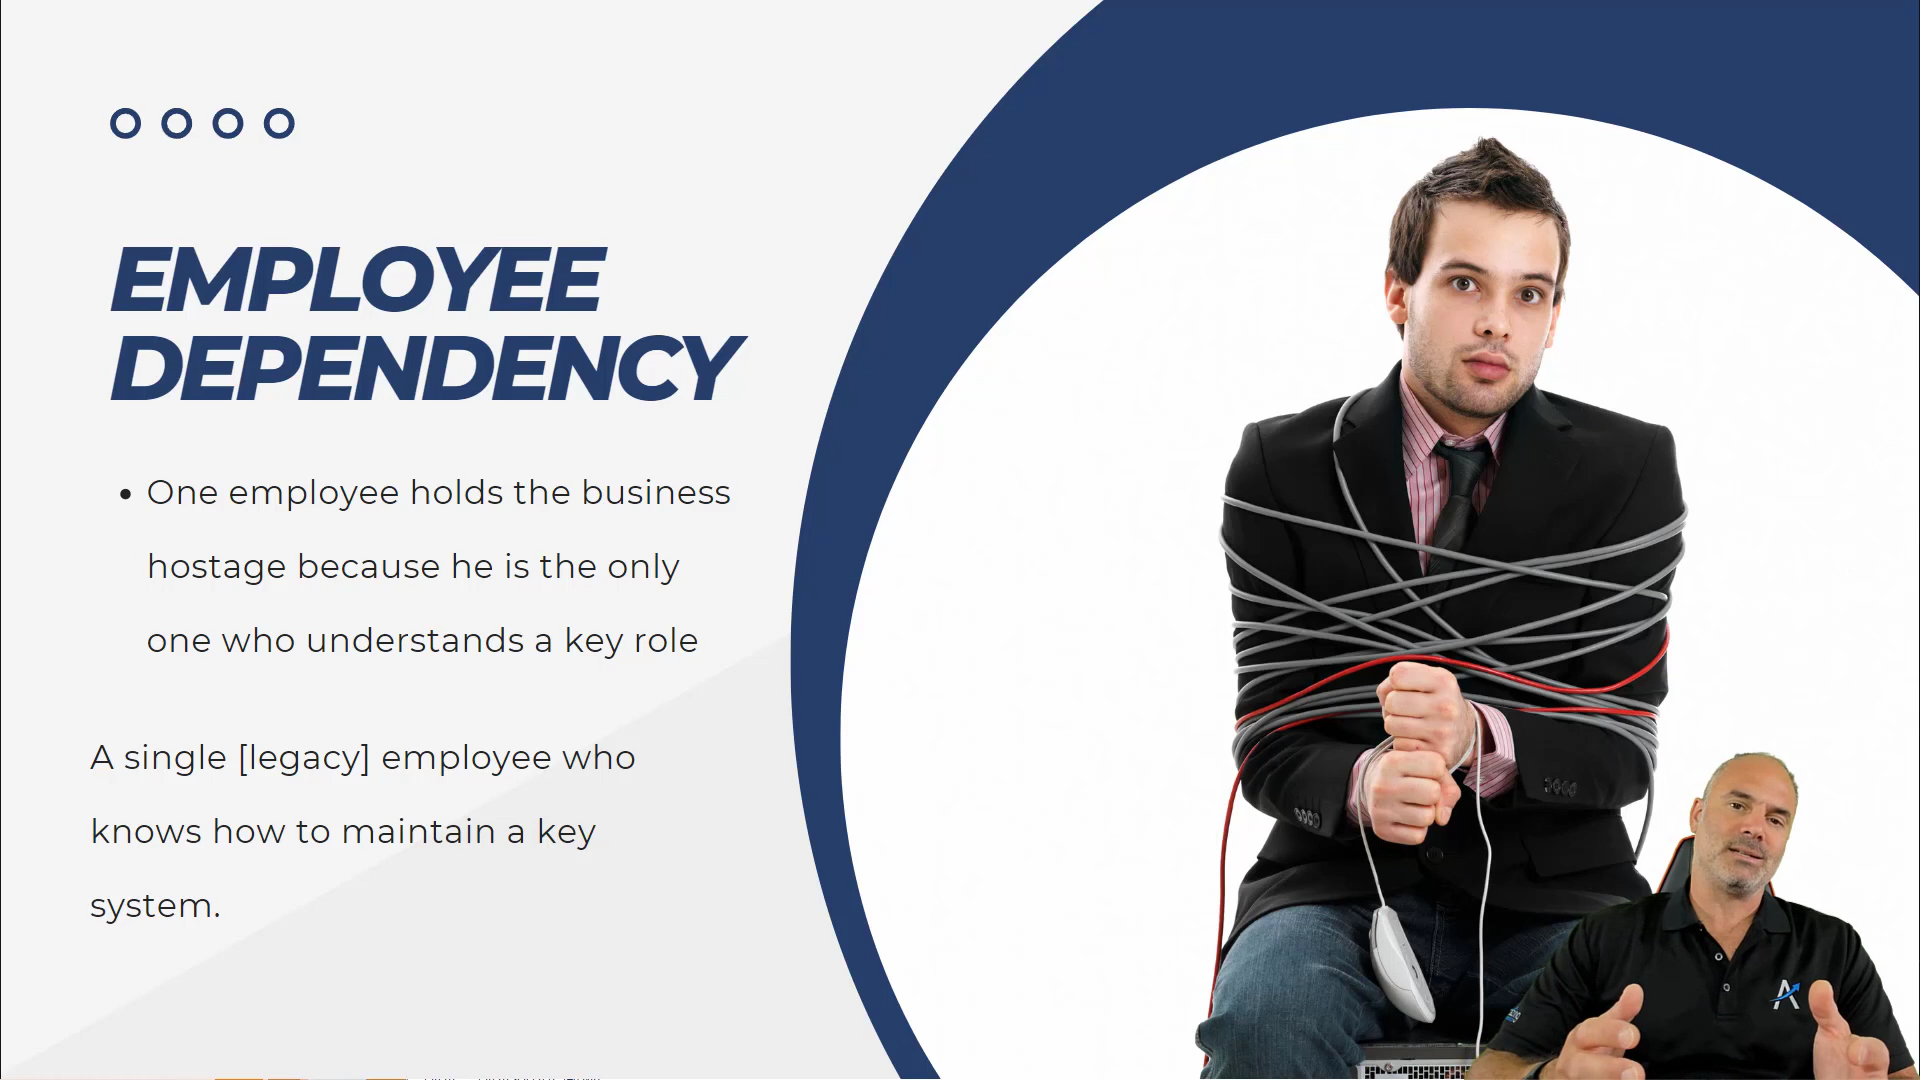 EMPLOYEE
DEPENDENCY
• One employee holds the business
hostage because he is the only
one who understands a key role
A single [legacy] employee who
knows how to maintain a key
system.